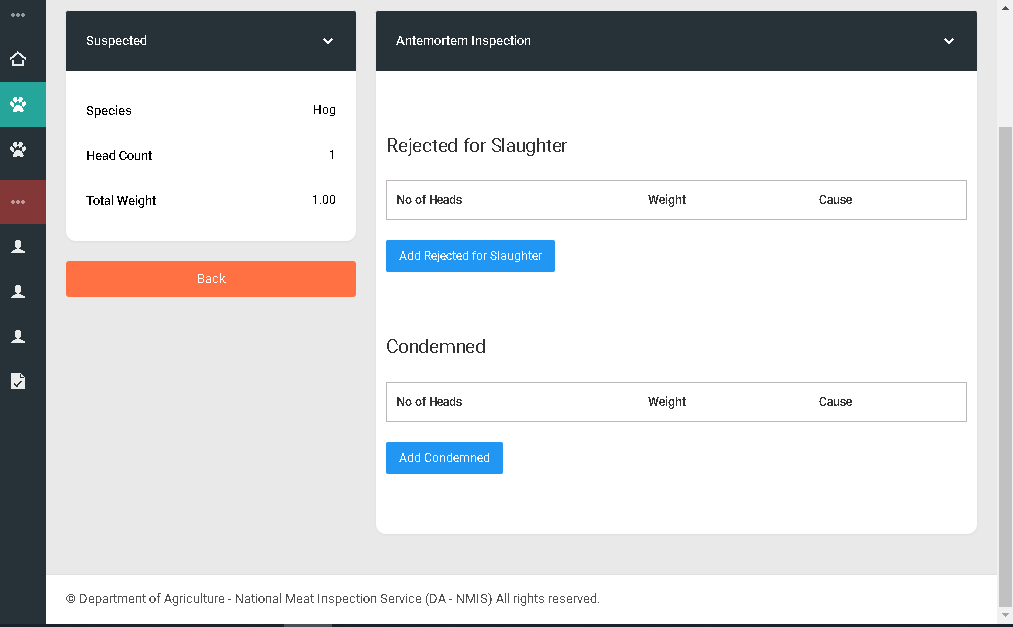 Suspected
Species Hog
Head Count 1
Total Weight 1.00
Back
Antemortem Inspection
Rejected for Slaughter
No of Heads Weight Cause
Add Rejected for Slaughter
Condemned
No of Heads Weight Cause
Add Condemned
© Department of Agriculture - National Meat Inspection Service (DA - NMIS) All rights reserved.